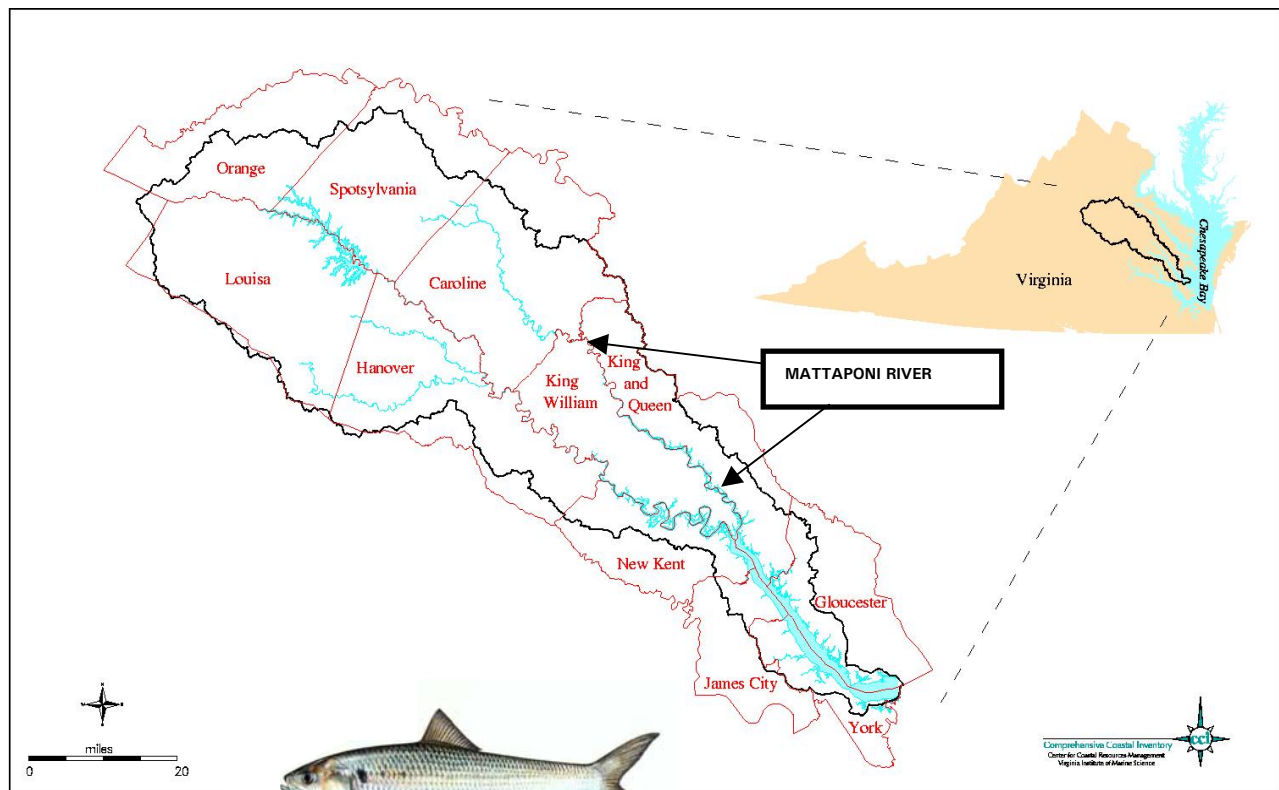 Orange
Spotsylvania
Louisa
Caroline
Hanover
King
William
King
and
Queen
MATTAPONI RIVER
New Kent
Gloucester
James City
York
Virginia
Chesapeake Bay
N
W
E
S
miles
0
20
Comprehensive Coastal Inventory
Center for Coastal Resources Management
Virginia Institute of Marine Science
cci